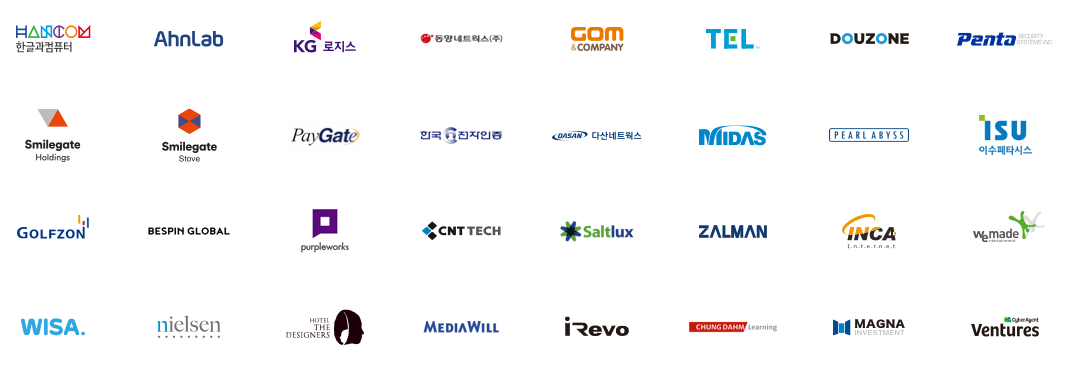 HANCOM
한글과컴퓨터
AhnLab
KG 로지스
동양네트웍스(주)
GOM
&COMPANY
TEL
DOUZONE
Penta SECURITY
SYSTEMS INC
Smilegate
Holdings
Smilegate
Stove
PayGate
한국전자인증
DASAN 다산네트웍스
MIDAS
PEARL ABYSS
ISU
이수페타시스
GOLFZON
BESPIN GLOBAL
purpleworks
CNT TECH
Saltlux
ZALMAN
INCA
Internet
wemade
entertainment
WISA.
nielsen
HOTEL
THE
DESIGNERS
MEDIAWILL
iRevo
CHUNGDAHM Learning
MAGNA
INVESTMENT
CyberAgent
Ventures